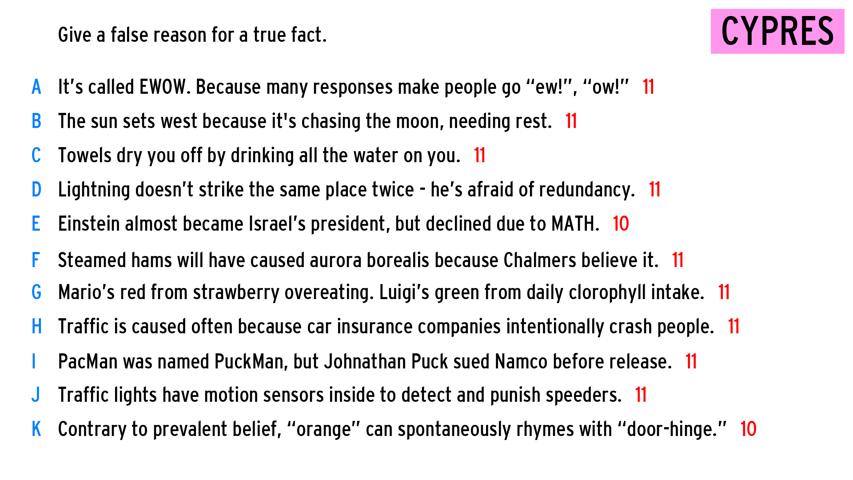 Give a false reason for a true fact.
CYPRES
A It's called EWOW. Because many responses make people go “ew!”, “ow!” 11
B The sun sets west because it's chasing the moon, needing rest. 11
C Towels dry you off by drinking all the water on you. 11
D Lightning doesn't strike the same place twice - he's afraid of redundancy. 11
E Einstein almost became Israel's president, but declined due to MATH. 10
F Steamed hams will have caused aurora borealis because Chalmers believe it. 11
G Mario's red from strawberry overeating. Luigi's green from daily clorophyll intake. 11
H Traffic is caused often because car insurance companies intentionally crash people. 11
I PacMan was named PuckMan, but Johnathan Puck sued Namco before release. 11
J Traffic lights have motion sensors inside to detect and punish speeders. 11
K Contrary to prevalent belief, “orange” can spontaneously rhymes with “door-hinge.” 10